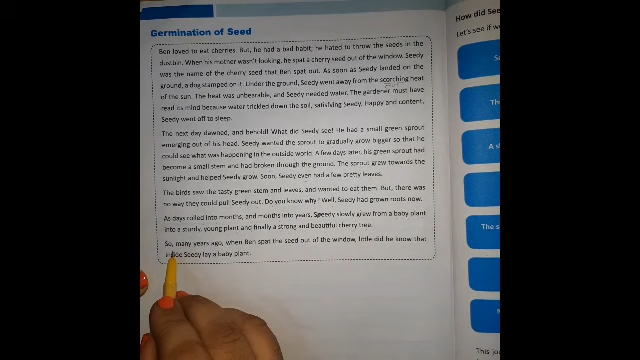 Germination of Seed
Ben loved to eat cherries. But, he had a bad habit; he hated to throw the seeds in the
dustbin. When his mother wasn't looking, he spat a cherry seed out of the window. Seedy
was the name of the cherry seed that Ben spat out. As soon as Seedy landed on the
ground, a dog stamped on it. Under the ground, Seedy went away from the scorching heat
of the sun. The heat was unbearable, and Seedy needed water. The gardener must have
read its mind because water trickled down the soil, satisfying Seedy. Happy and content,
Seedy went off to sleep.
The next day dawned, and behold! What did Seedy see! He had a small green sprout
emerging out of his head. Seedy wanted the sprout to gradually grow bigger so that he
could see what was happening in the outside world. A few days later, his green sprout had
become a small stem and had broken through the ground. The sprout grew towards the
sunlight and helped Seedy grow. Soon, Seedy even had a few pretty leaves.
The birds saw the tasty green stem and leaves, and wanted to eat them. But, there was
no way they could pull Seedy out. Do you know why? Well, Seedy had grown roots now.
As days rolled into months, and months into years, Speedy slowly grew from a baby plant
into a sturdy, young plant and finally a strong and beautiful cherry tree.
So, many years ago, when Ben spat the seed out of the window, little did he know that
inside Seedy lay a baby plant.
How did See
Let's see if w
Th
A s
The s
This jo